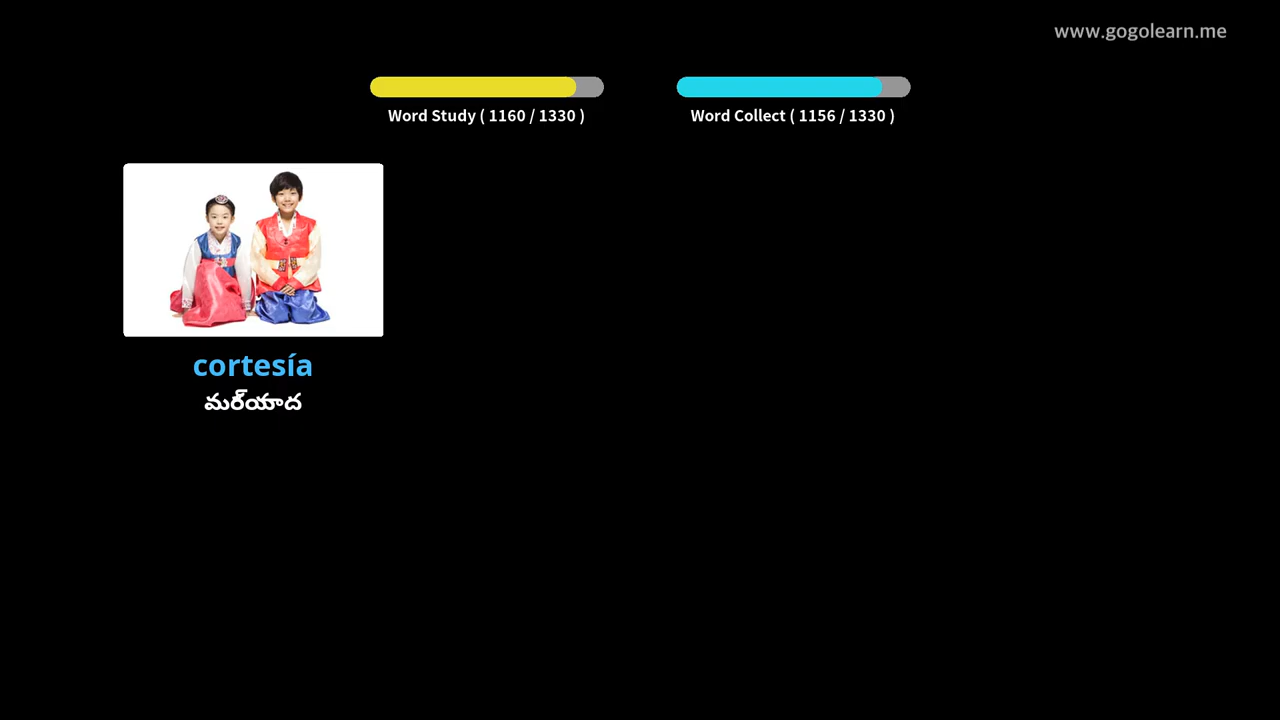 www.gogolearn.me
Word Study ( 1160 / 1330 )
Word Collect ( 1156 / 1330 )
cortesía
మర్‌యాద